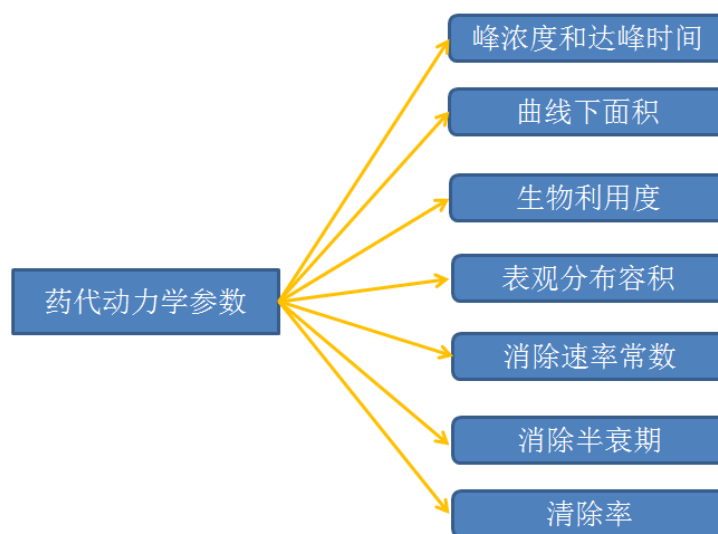 峰浓度和达峰时间
曲线下面积
生物利用度
药代动力学参数
表观分布容积
消除速率常数
消除半衰期
清除率